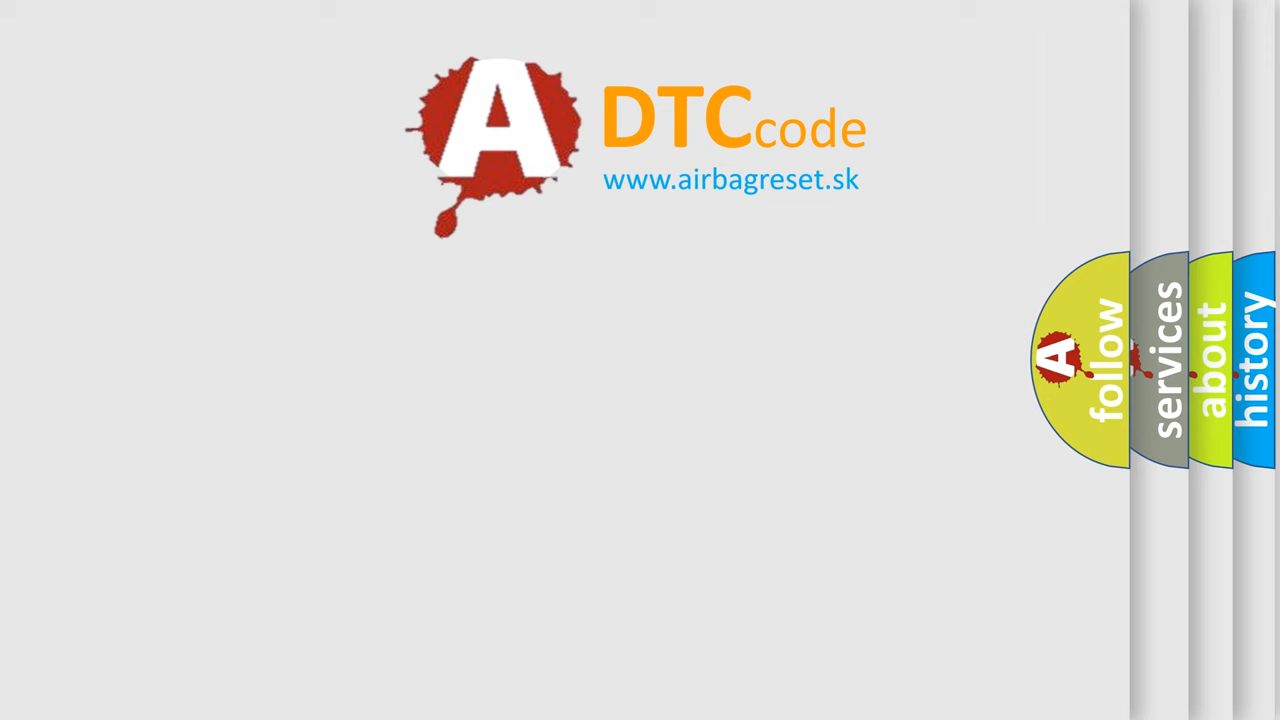 A
DTCcode
www.airbagreset.sk
A
follow
services
about
history